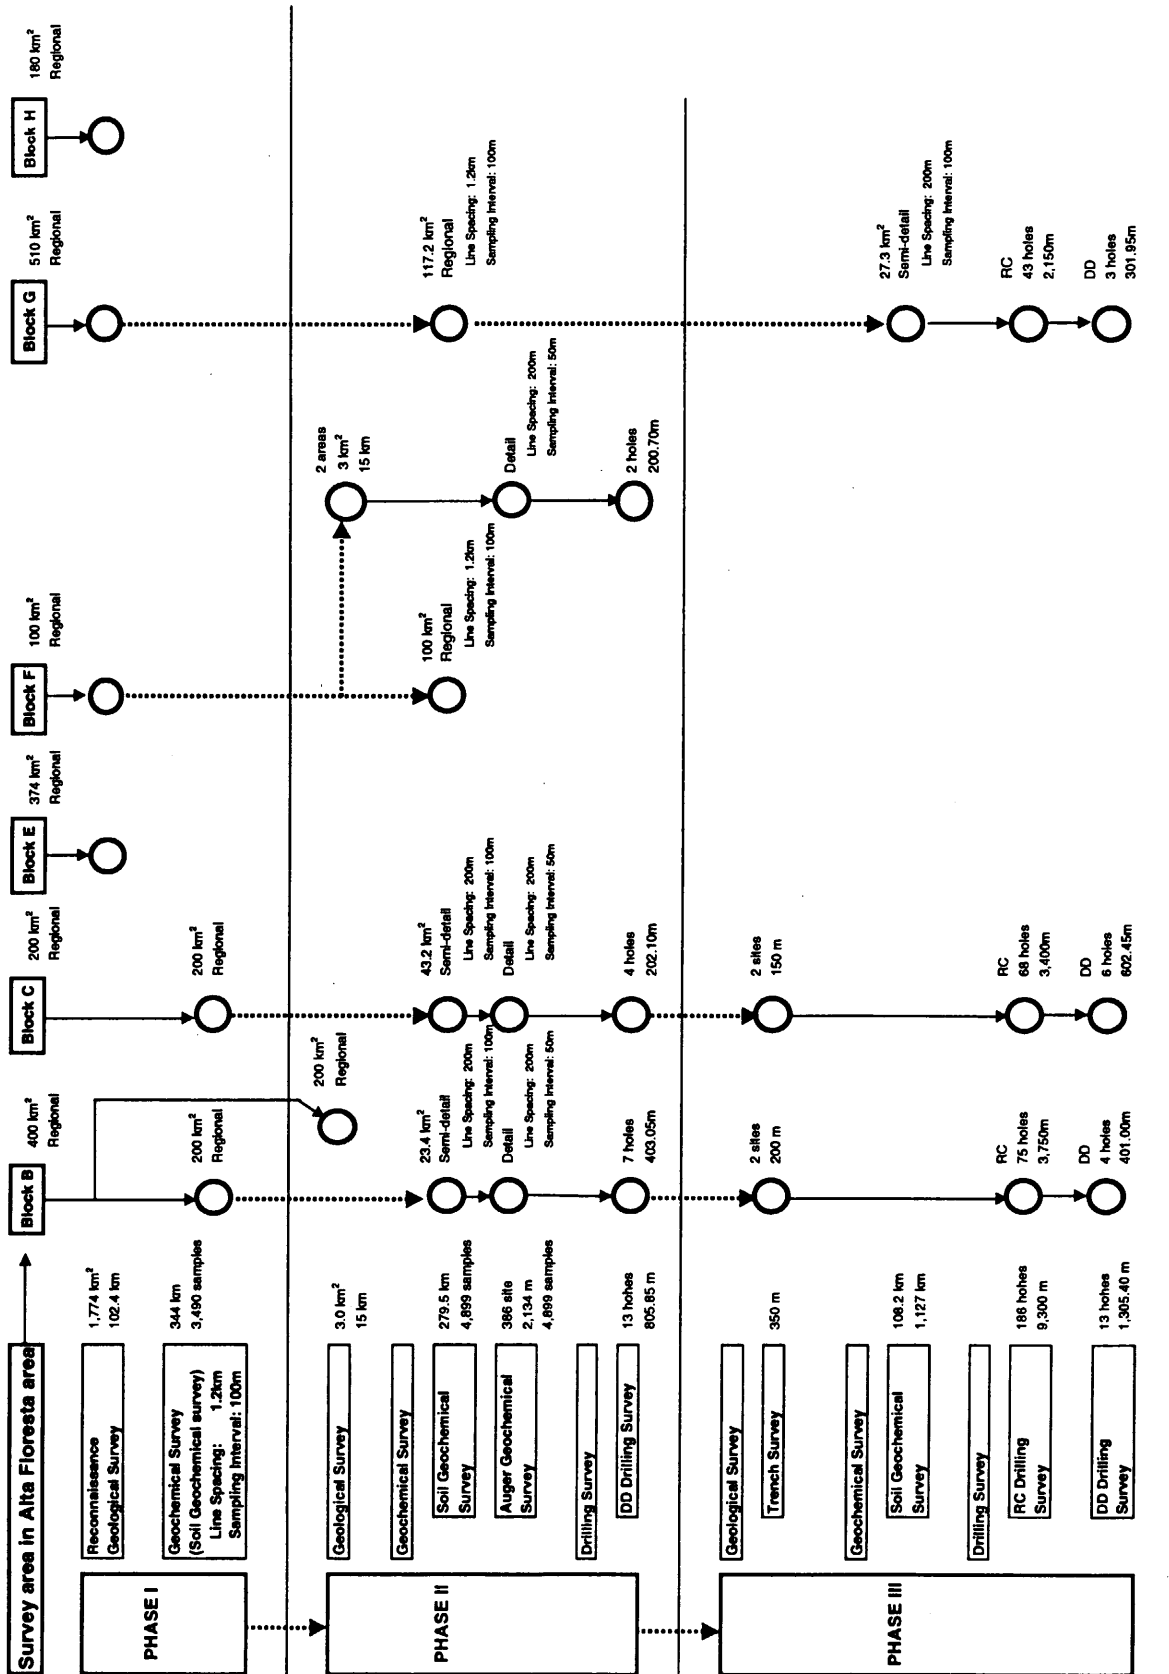 Survey area in Alta Floresta area
Block B
400 km²
Regional
Block C
200 km²
Regional
Block E
374 km²
Regional
Block F
100 km²
Regional
Block G
510 km²
Regional
Block H
180 km²
Regional
PHASE I
Reconnaissance
Geological Survey
1,774 km²
102.4 km
Geochemical Survey
(Soil Geochemical survey)
Line Spacing: 1.2km
Sampling Interval: 100m
344 km
3,490 samples
200 km²
Regional
200 km²
Regional
PHASE II
Geological Survey
3.0 km²
15 km
200 km²
Regional
2 areas
3 km²
15 km
Geochemical Survey
Soil Geochemical
Survey
279.5 km
4,899 samples
23.4 km²
Semi-detail
Line Spacing: 200m
Sampling Interval: 100m
43.2 km²
Semi-detail
Line Spacing: 200m
Sampling Interval: 100m
100 km²
Regional
Line Spacing: 1.2km
Sampling Interval: 100m
117.2 km²
Regional
Line Spacing: 1.2km
Sampling Interval: 100m
Auger Geochemical
Survey
386 site
2,134 m
4,899 samples
Detail
Line Spacing: 200m
Sampling Interval: 50m
Detail
Line Spacing: 200m
Sampling Interval: 50m
Detail
Line Spacing: 200m
Sampling Interval: 50m
Drilling Survey
DD Drilling Survey
13 hohes
805.85 m
7 holes
403.05m
4 holes
202.10m
2 holes
200.70m
PHASE III
Geological Survey
Trench Survey
350 m
2 sites
200 m
2 sites
150 m
Geochemical Survey
Soil Geochemical
Survey
108.2 km
1,127 km
27.3 km²
Semi-detail
Line Spacing: 200m
Sampling Interval: 100m
Drilling Survey
RC Drilling
Survey
186 hohes
9,300 m
RC
75 holes
3,750m
RC
68 holes
3,400m
RC
43 holes
2,150m
DD Drilling
Survey
13 hohes
1,305.40 m
DD
4 holes
401.00m
DD
6 holes
602.45m
DD
3 holes
301.95m